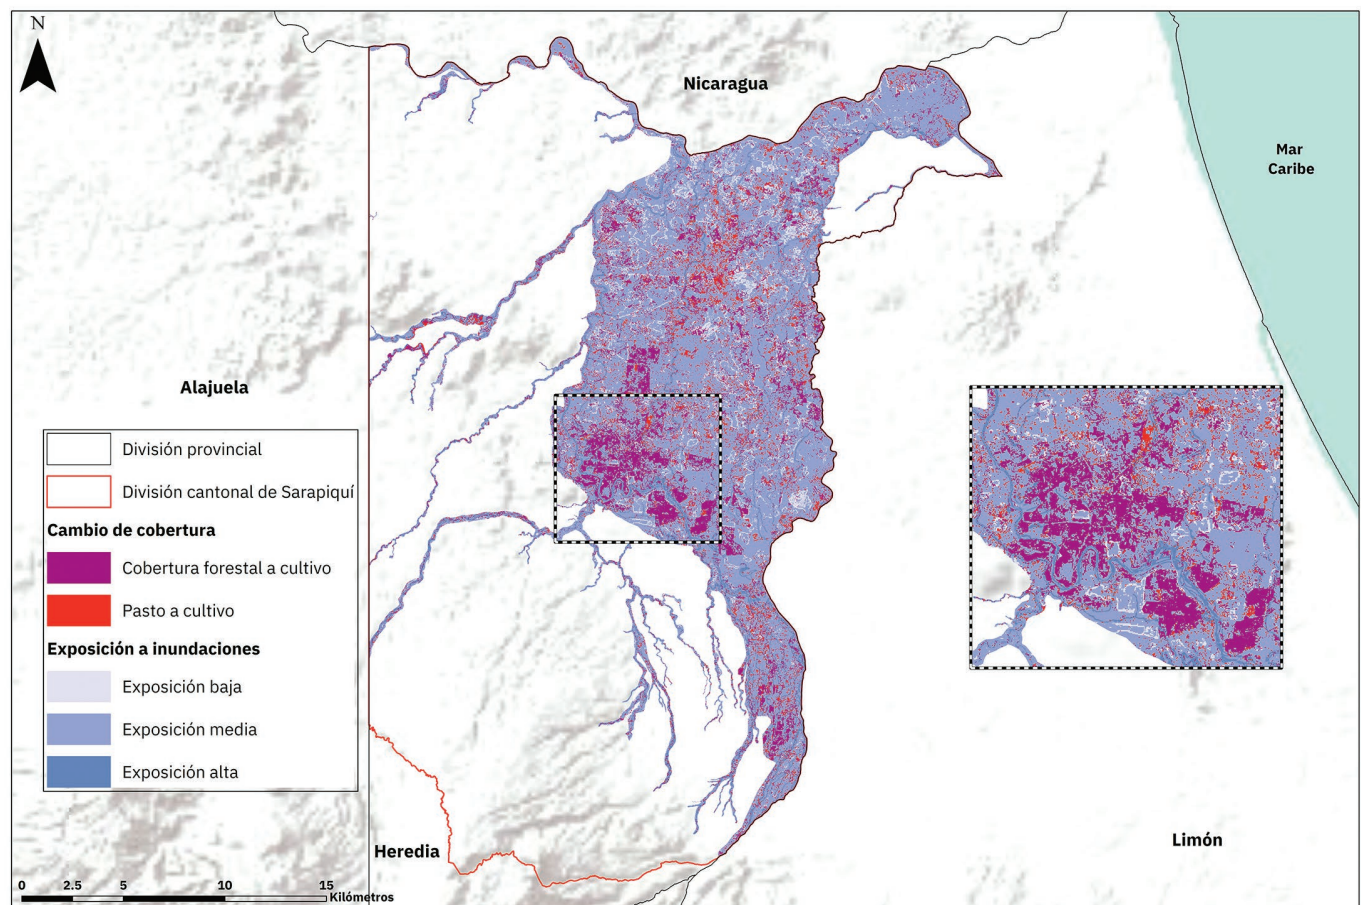 N
Nicaragua
Mar
Caribe
Alajuela
División provincial
División cantonal de Sarapiquí
Cambio de cobertura
Cobertura forestal a cultivo
Pasto a cultivo
Exposición a inundaciones
Exposición baja
Exposición media
Exposición alta
Heredia
Limón
0 2.5 5 10 15
Kilómetros